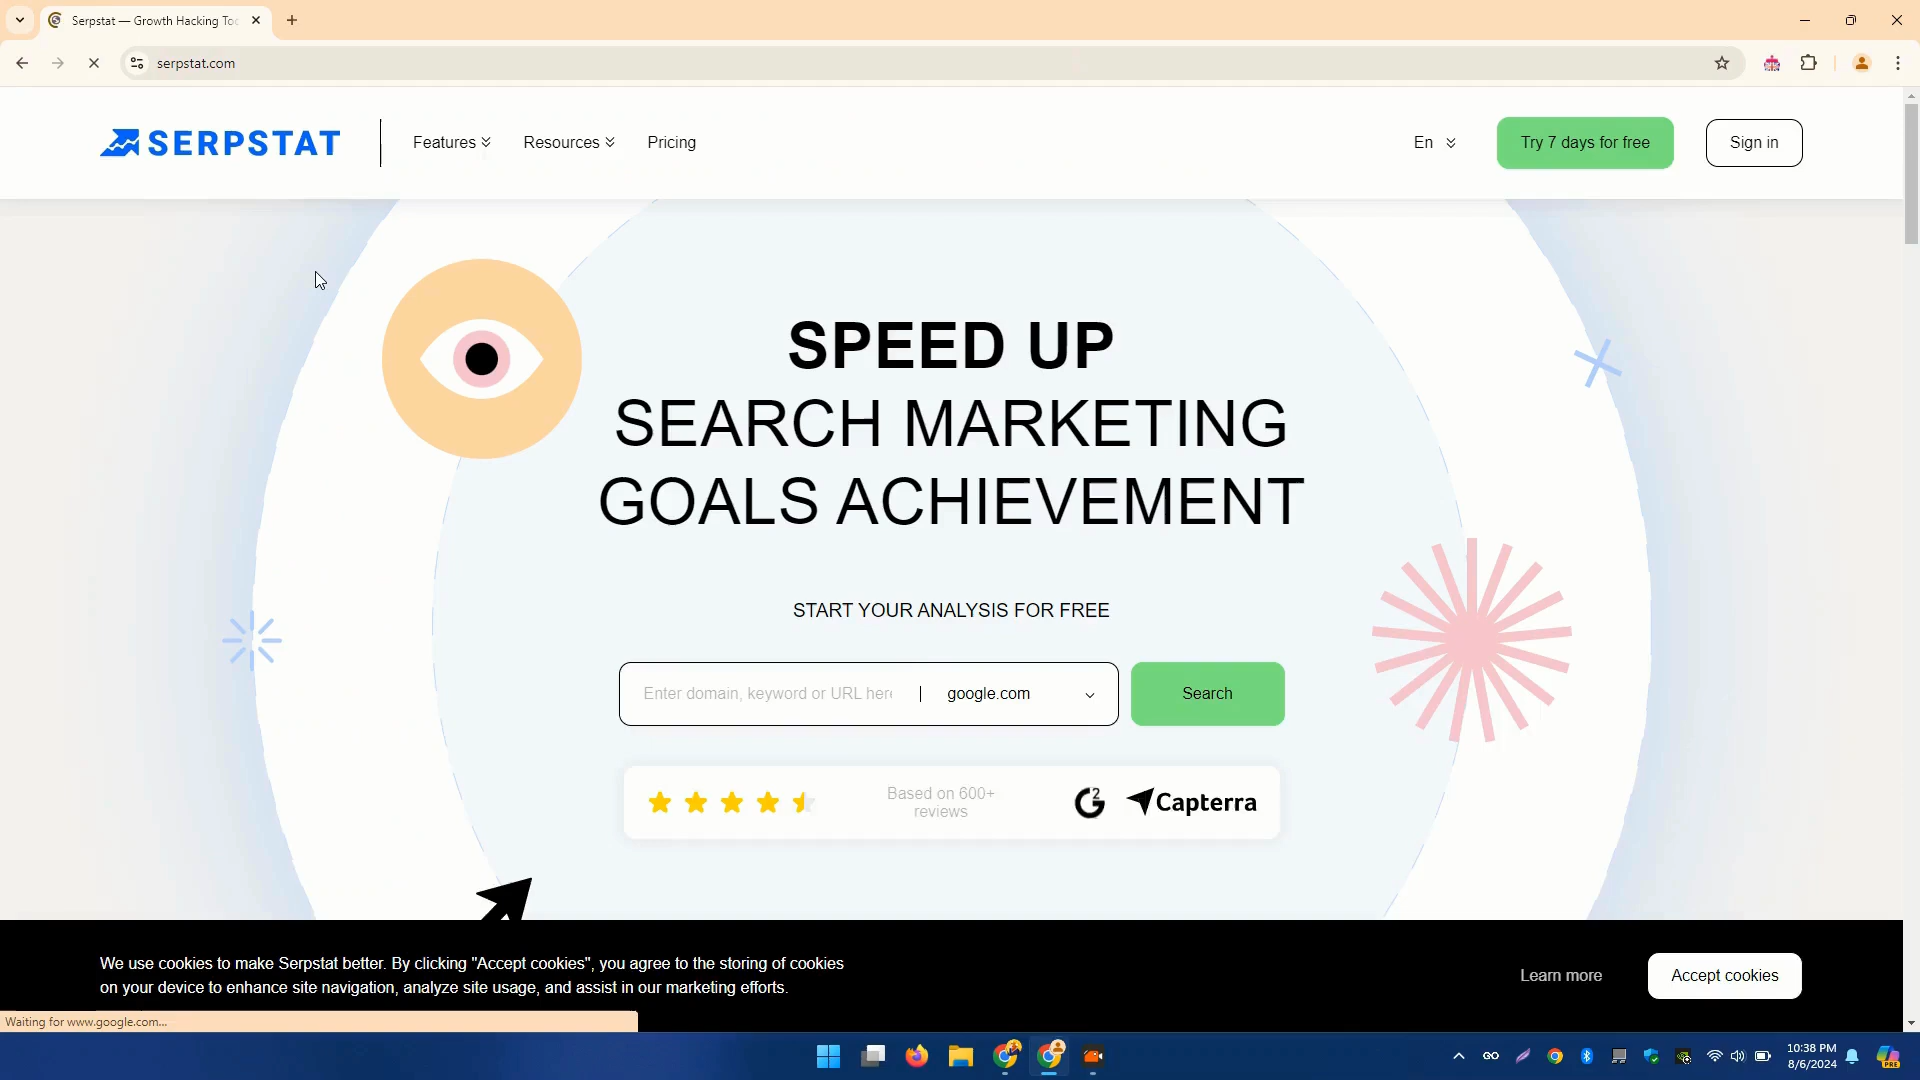 Serpstat — Growth Hacking Too
serpstat.com
SERPSTAT
Features
Resources
Pricing
En
Try 7 days for free
Sign in
SPEED UP
SEARCH MARKETING
GOALS ACHIEVEMENT
START YOUR ANALYSIS FOR FREE
Enter domain, keyword or URL here
google.com
Search
Based on 600+
reviews
G2
Capterra
We use cookies to make Serpstat better. By clicking "Accept cookies", you agree to the storing of cookies
on your device to enhance site navigation, analyze site usage, and assist in our marketing efforts.
Learn more
Accept cookies
Waiting for www.google.com...
10:38 PM
8/6/2024
PRE